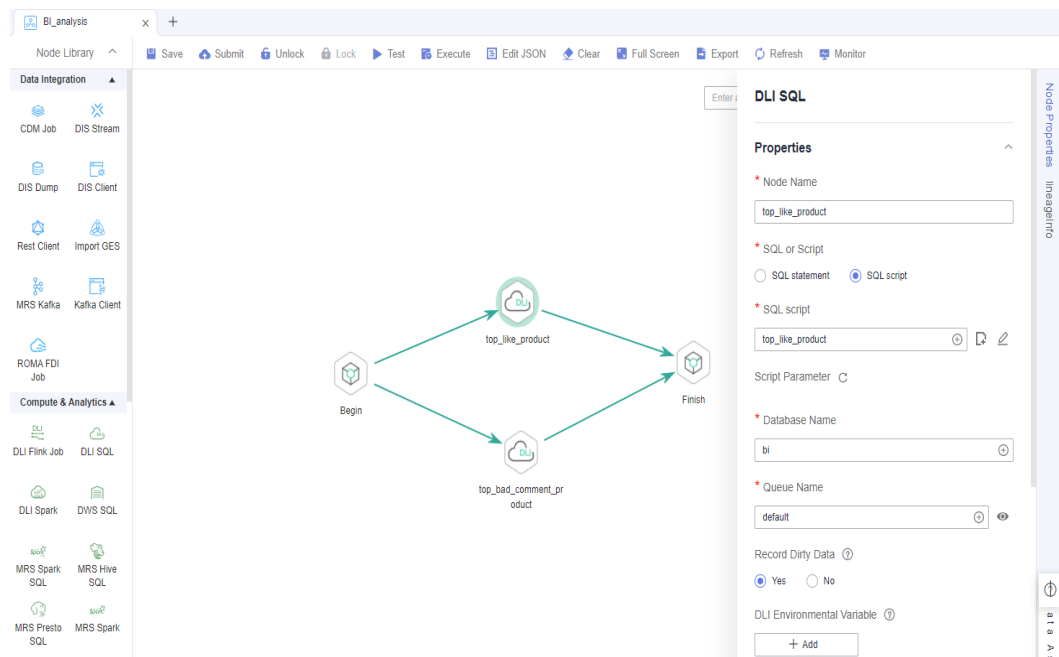 BI_analysis
Node Library
Save Submit Unlock Lock Test Execute Edit JSON Clear Full Screen Export Refresh Monitor
Data Integration
CDM Job DIS Stream
DIS Dump DIS Client
Rest Client Import GES
MRS Kafka Kafka Client
ROMA FDI
Job
Compute & Analytics
DLI
DLI Flink Job DLI SQL
DLI Spark DWS SQL
Spark
MRS Spark MRS Hive
SQL SQL
Spark
MRS Presto MRS Spark
SQL
Enter
DLI
top_like_product
Begin
Finish
DLI
top_bad_comment_pr
oduct
DLI SQL
Properties
* Node Name
top_like_product
* SQL or Script
SQL statement SQL script
* SQL script
top_like_product
Script Parameter
* Database Name
bi
* Queue Name
default
Record Dirty Data
Yes No
DLI Environmental Variable
+ Add
Node Properties
lineageInfo